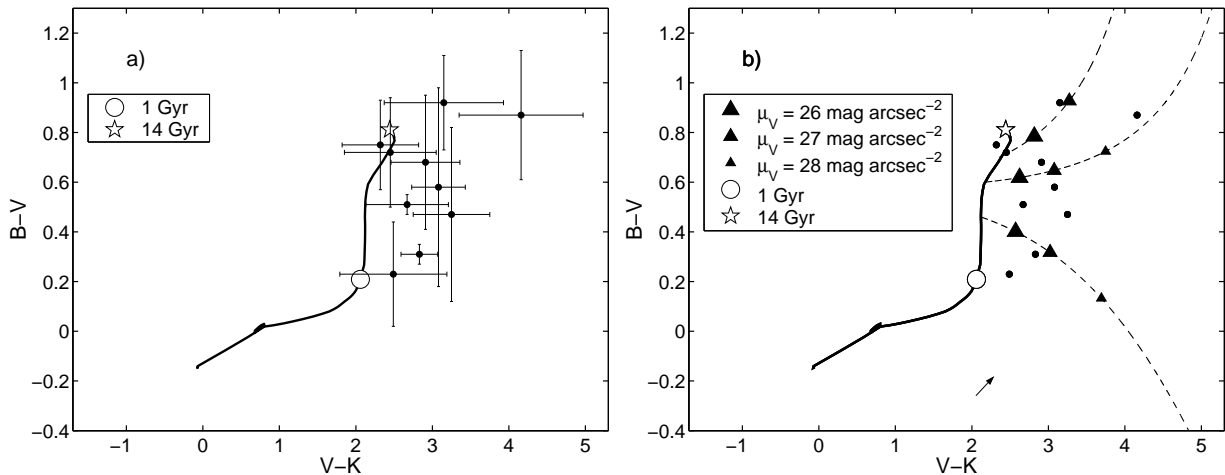 a)
1 Gyr
14 Gyr
1.2
1
0.8
0.6
0.4
0.2
0
−0.2
−0.4
B−V
−1 0 1 2 3 4 5
V−K
b)
μV = 26 mag arcsec−2
μV = 27 mag arcsec−2
μV = 28 mag arcsec−2
1 Gyr
14 Gyr
1.2
1
0.8
0.6
0.4
0.2
0
−0.2
−0.4
B−V
−1 0 1 2 3 4 5
V−K